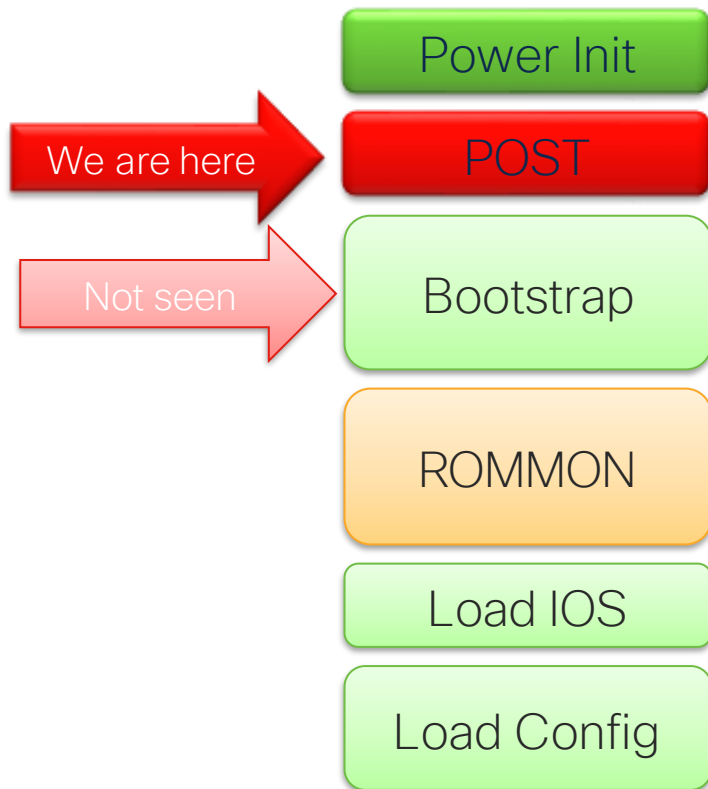 Power Init
We are here
POST
Not seen
Bootstrap
ROMMON
Load IOS
Load Config